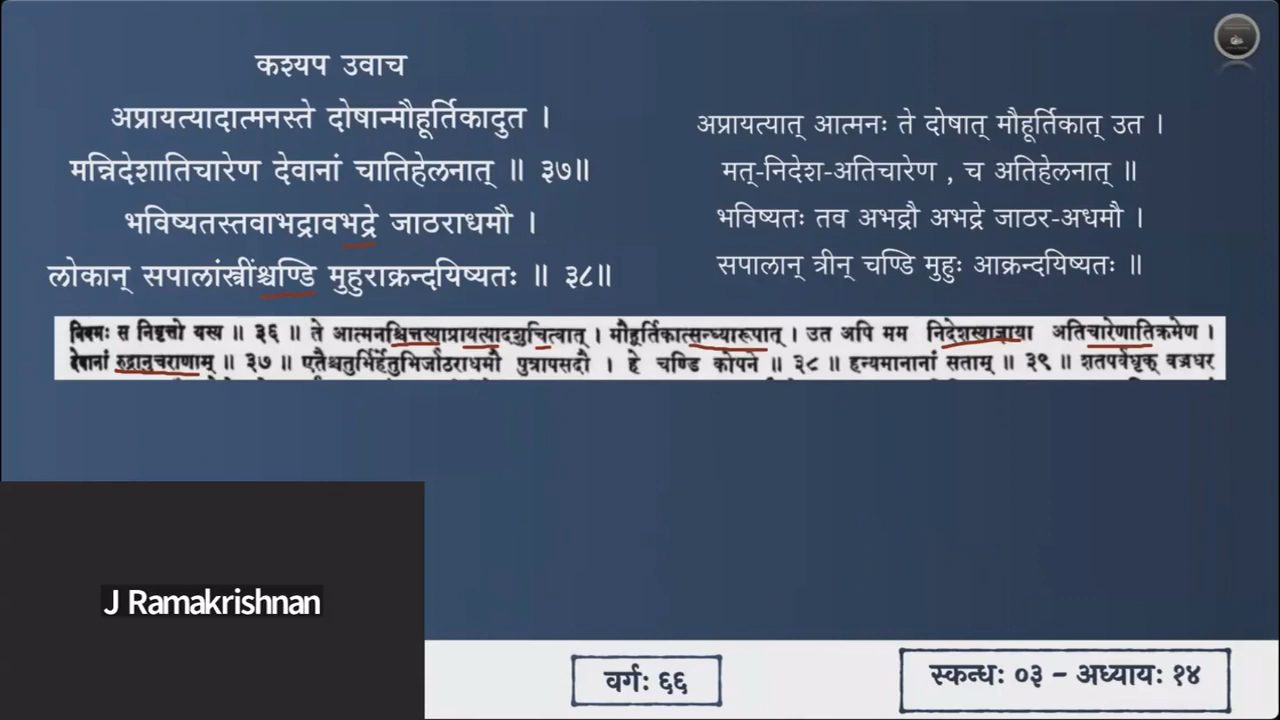 कश्यप उवाच
अप्रायत्यादात्मनस्ते दोषान्मौहूर्तिकादुत ।
मन्निदेशातिचारेण देवानां चातिहेलनात् ॥ ३७॥
भविष्यतस्तवाभद्रावभद्रे जाठराधमौ ।
लोकान् सपालांस्त्रींश्चण्डि मुहुराक्रन्दयिष्यतः ॥ ३८॥
अप्रायत्यात् आत्मनः ते दोषात् मौहूर्तिकात् उत ।
मत्-निदेश-अतिचारेण , च अतिहेलनात् ॥
भविष्यतः तव अभद्रौ अभद्रे जाठर-अधमौ ।
सपालान् त्रीन् चण्डि मुहुः आक्रन्दयिष्यतः ॥
नियमः स निवृत्तो यस्य ॥ ३६ ॥ ते आत्मनश्चित्तस्याप्रायत्यादशुचित्वात् । मौहूर्तिकात्सन्ध्यारूपात् । उत अपि मम निदेशस्याज्ञाया अतिचारेणातिक्रमेण ।
देवानां रुद्रानुचराणाम् ॥ ३७ ॥ एतैश्चतुर्भिर्हेतुभिर्जाठराधमौ पुत्रापसदौ । हे चण्डि कोपने ॥ ३८ ॥ हन्यमानानां सताम् ॥ ३९ ॥ शतपर्वधृक् वज्रधर
J Ramakrishnan
वर्गः ६६
स्कन्धः ०३ – अध्यायः १४